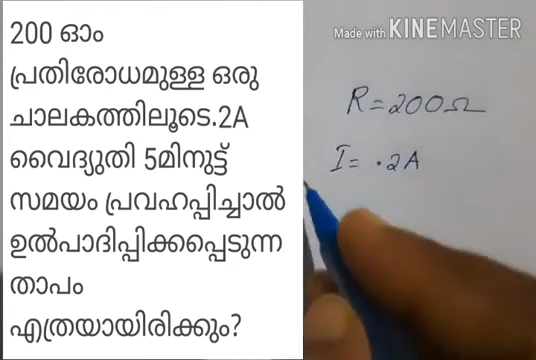 Made with KINEMASTER
200 ഓം
പ്രതിരോധമുള്ള ഒരു
ചാലകത്തിലൂടെ.2A
വൈദ്യുതി 5മിനുട്ട്
സമയം പ്രവഹപ്പിച്ചാൽ
ഉൽപാദിപ്പിക്കപ്പെടുന്ന
താപം
എത്രയായിരിക്കും?
R=200Ω
I= .2A